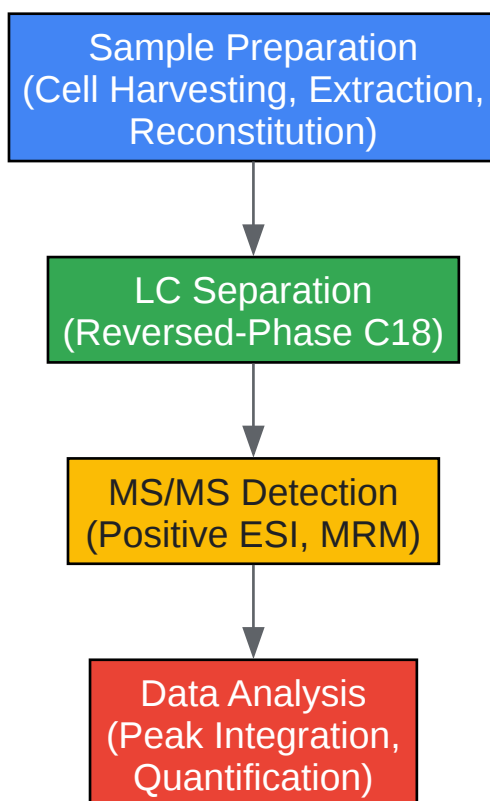 Sample Preparation
(Cell Harvesting, Extraction,
Reconstitution)
LC Separation
(Reversed-Phase C18)
MS/MS Detection
(Positive ESI, MRM)
Data Analysis
(Peak Integration,
Quantification)